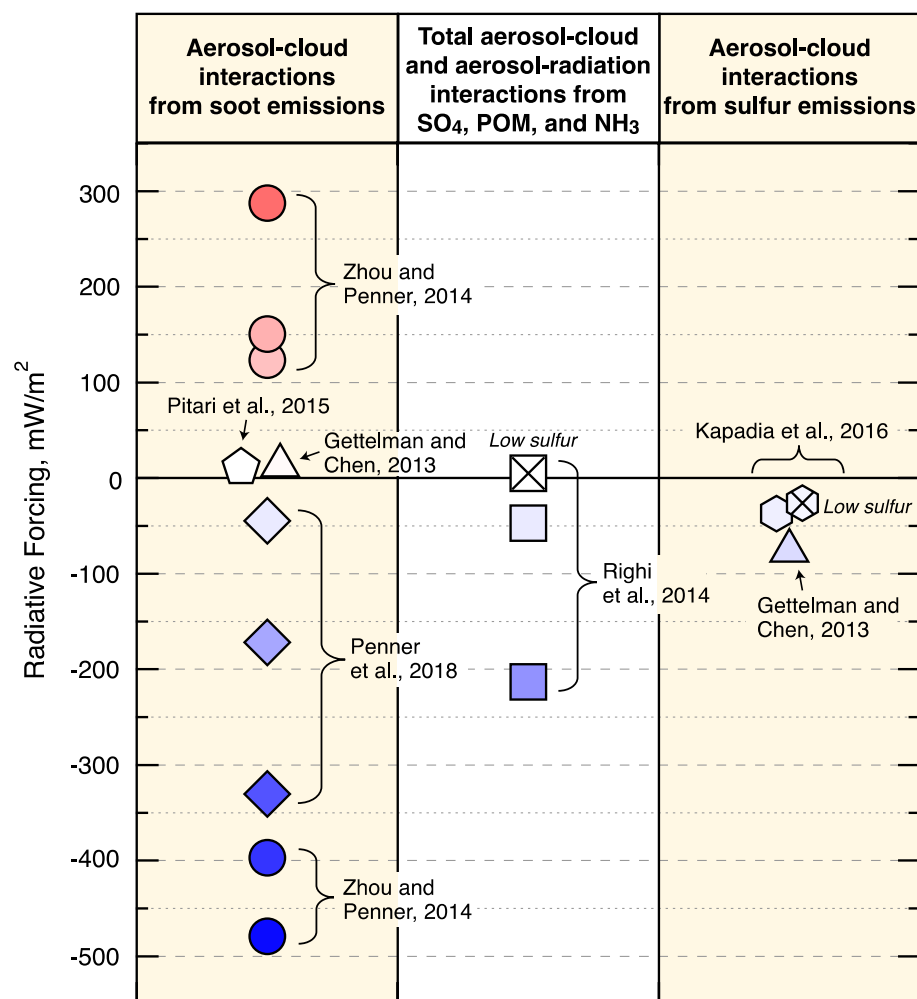 Aerosol-cloud
interactions
from soot emissions
Total aerosol-cloud
and aerosol-radiation
interactions from
SO₄, POM, and NH₃
Aerosol-cloud
interactions
from sulfur emissions
Radiative Forcing, mW/m²
300
200
100
0
-100
-200
-300
-400
-500
Zhou and
Penner, 2014
Pitari et al., 2015
Gettelman and
Chen, 2013
Penner
et al., 2018
Zhou and
Penner, 2014
Low sulfur
Righi
et al., 2014
Kapadia et al., 2016
Low sulfur
Gettelman and
Chen, 2013